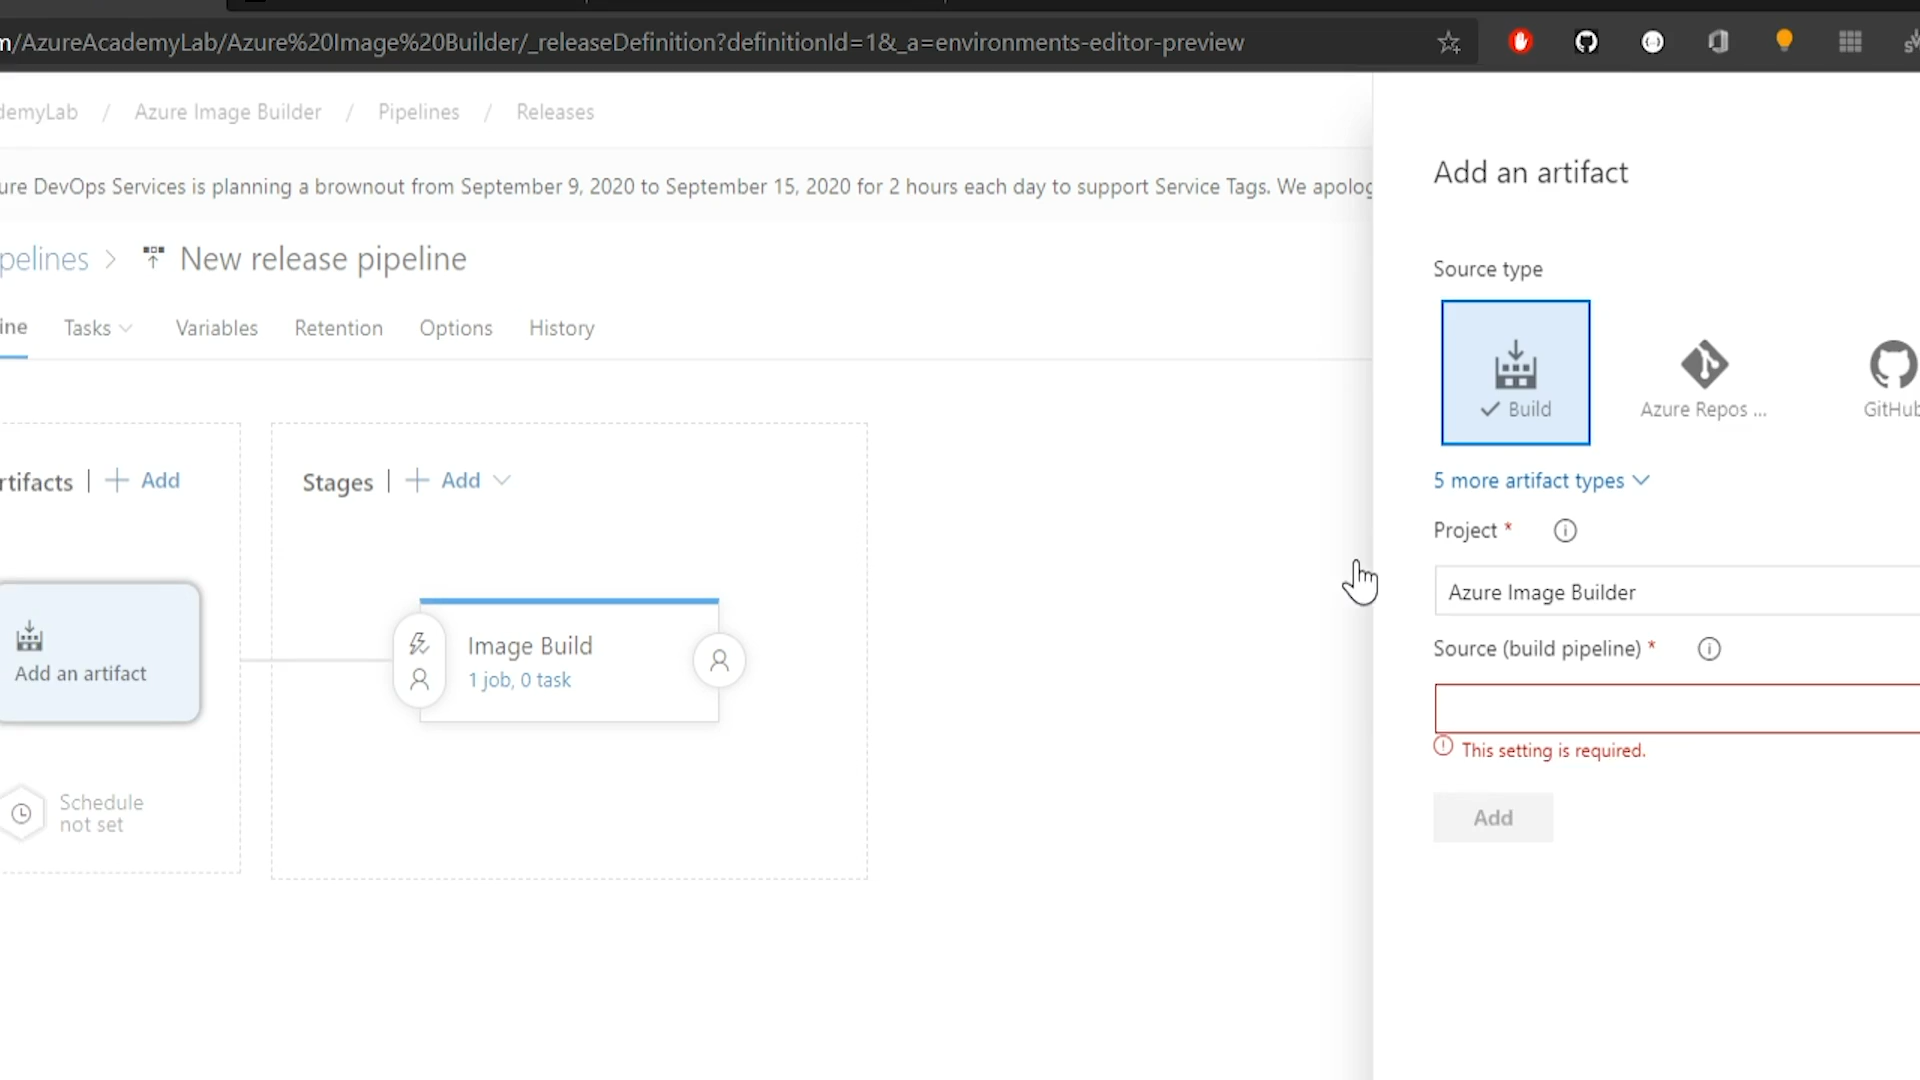 m/AzureAcademyLab/Azure%20Image%20Builder/_releaseDefinition?definitionId=1&_a=environments-editor-preview
demyLab / Azure Image Builder / Pipelines / Releases
ure DevOps Services is planning a brownout from September 9, 2020 to September 15, 2020 for 2 hours each day to support Service Tags. We apolog
pelines > New release pipeline
ine Tasks Variables Retention Options History
rtifacts | + Add
Stages | + Add
Add an artifact
Schedule
not set
Image Build
1 job, 0 task
Add an artifact
Source type
Build
Azure Repos ...
GitHub
5 more artifact types
Project *
Azure Image Builder
Source (build pipeline) *
This setting is required.
Add